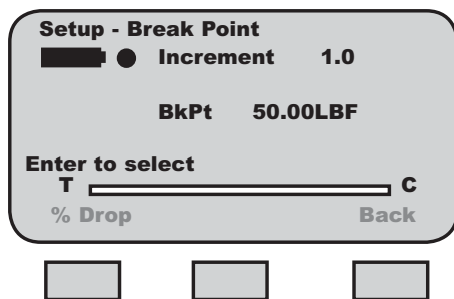 Setup - Break Point
Increment 1.0
BkPt 50.00LBF
Enter to select
T C
% Drop Back